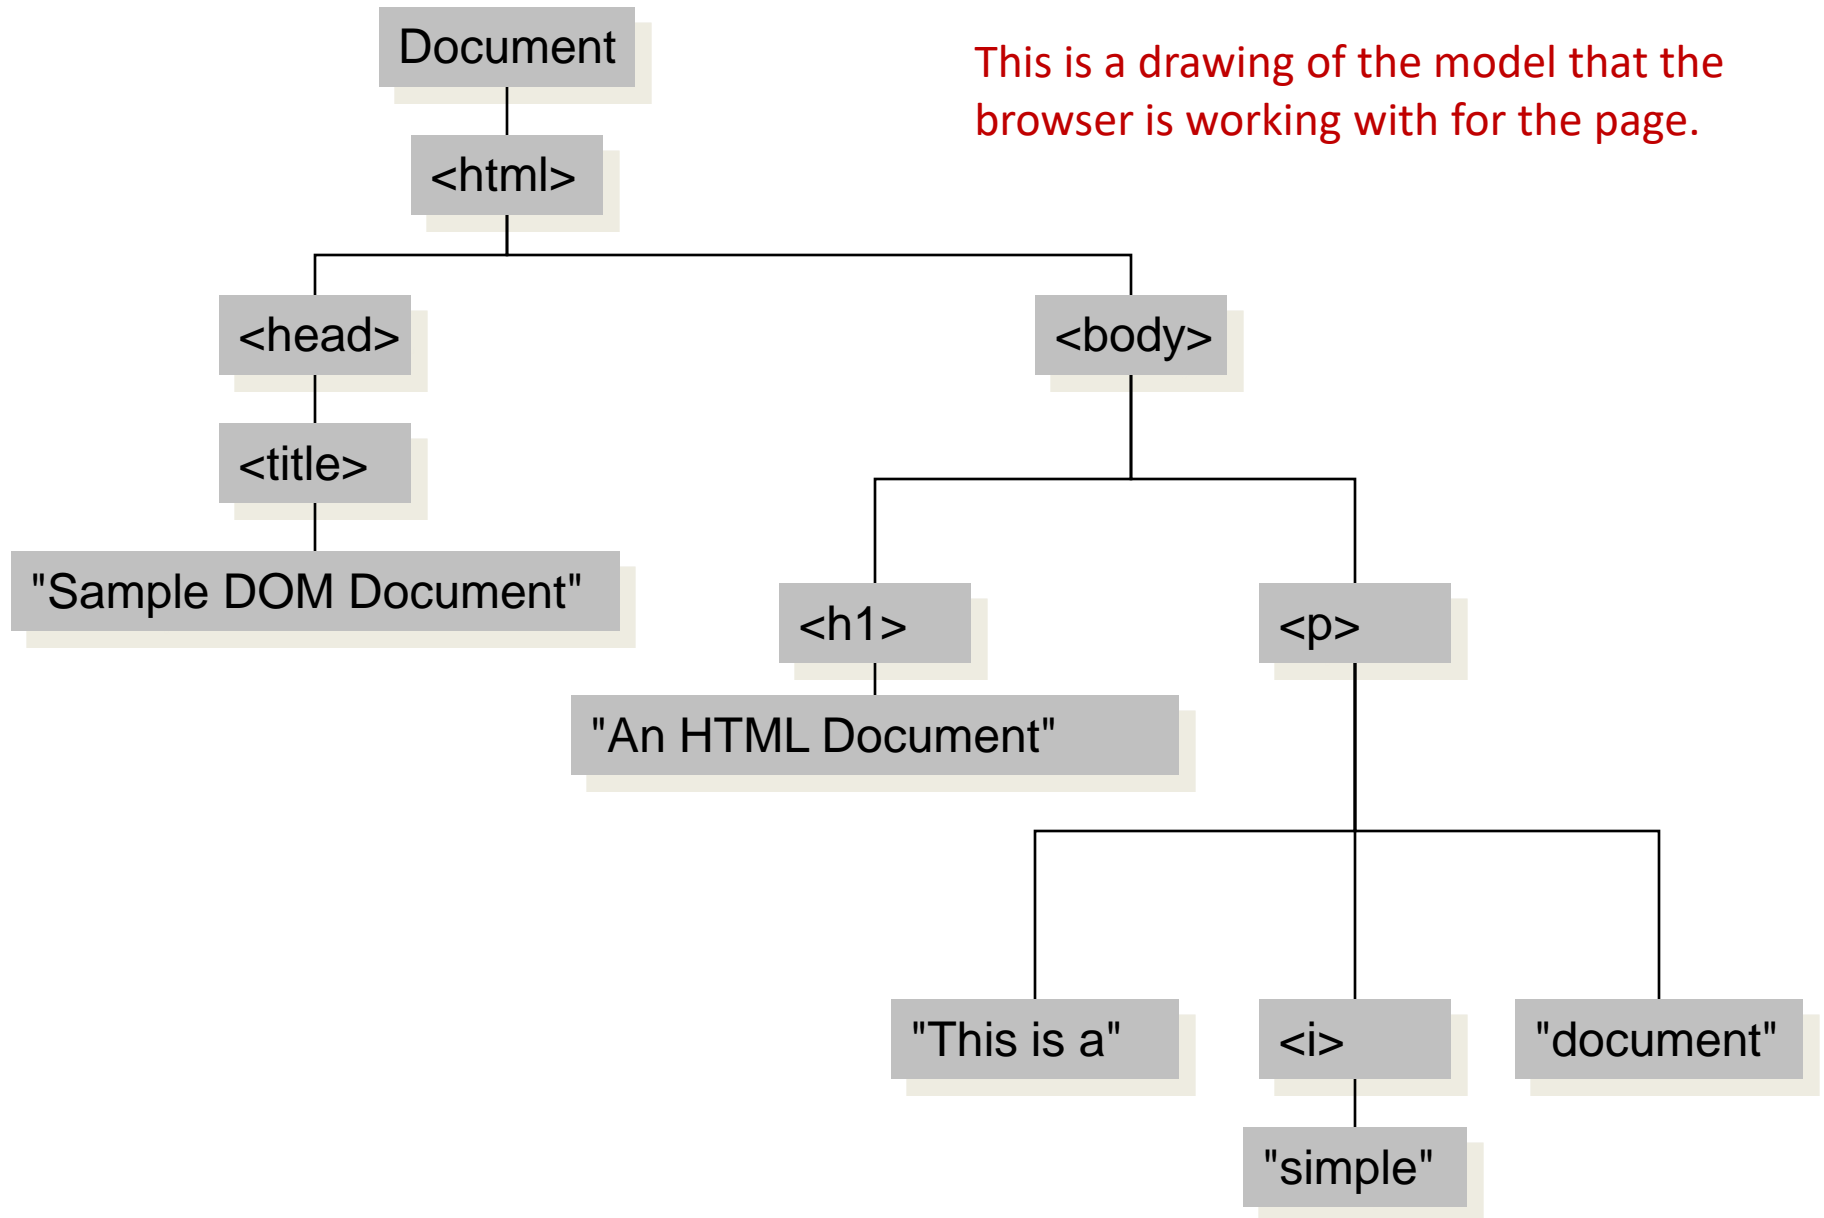 Document
This is a drawing of the model that the
browser is working with for the page.
<html>
<head>
<body>
<title>
"Sample DOM Document"
<h1>
<p>
"An HTML Document"
"This is a"
<i>
"document"
"simple"